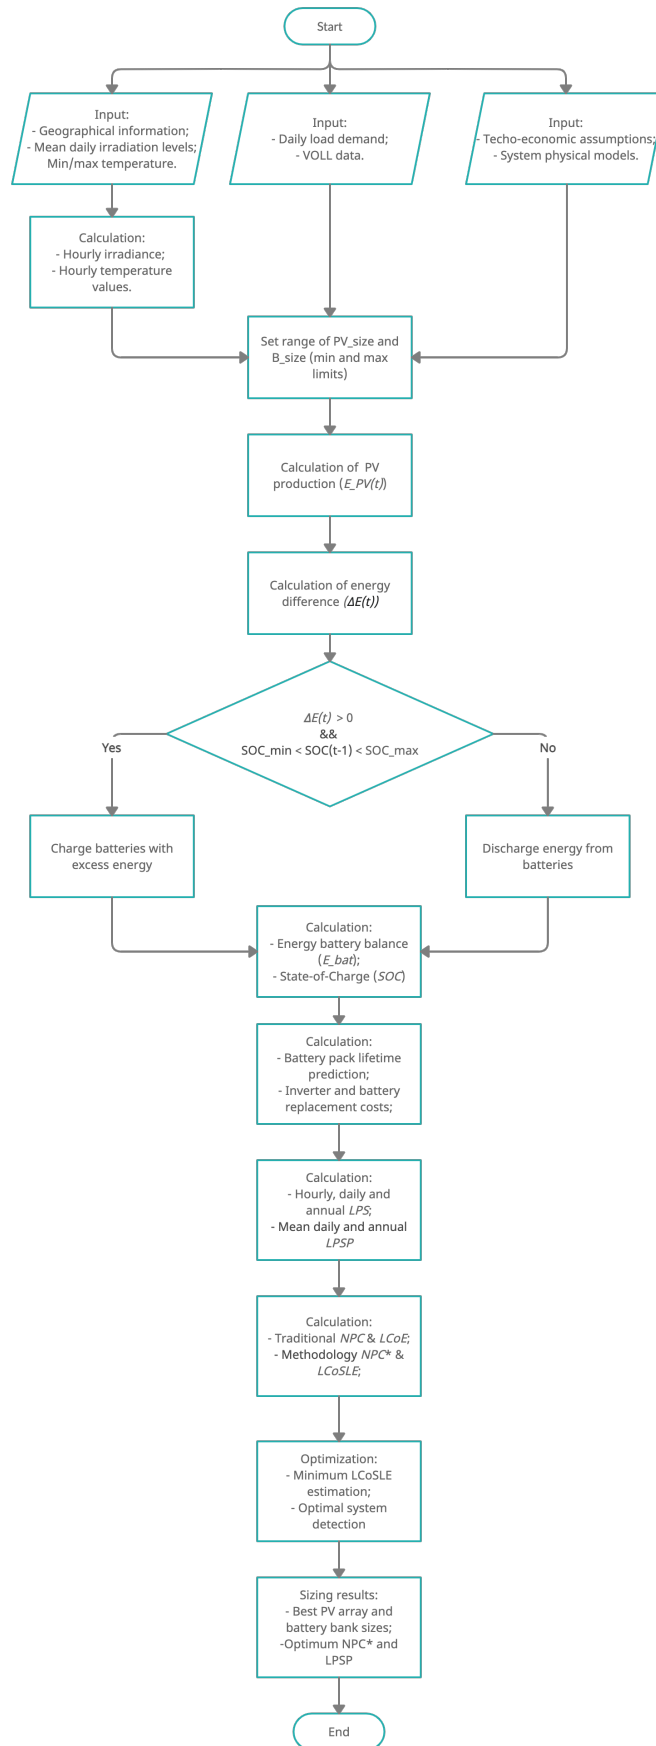 Start
Input:
- Geographical information;
- Mean daily irradiation levels;
Min/max temperature.
Input:
- Daily load demand;
- VOLL data.
Input:
- Techo-economic assumptions;
- System physical models.
Calculation:
- Hourly irradiance;
- Hourly temperature
values.
Set range of PV_size and
B_size (min and max
limits)
Calculation of PV
production (E_PV(t))
Calculation of energy
difference (ΔE(t))
ΔE(t) > 0
&&
SOC_min < SOC(t-1) < SOC_max
Yes
No
Charge batteries with
excess energy
Discharge energy from
batteries
Calculation:
- Energy battery balance
(E_bat);
- State-of-Charge (SOC)
Calculation:
- Battery pack lifetime
prediction;
- Inverter and battery
replacement costs;
Calculation:
- Hourly, daily and
annual LPS;
- Mean daily and annual
LPSP
Calculation:
- Traditional NPC & LCoE;
- Methodology NPC* &
LCoSLE;
Optimization:
- Minimum LCoSLE
estimation;
- Optimal system
detection
Sizing results:
- Best PV array and
battery bank sizes;
-Optimum NPC* and
LPSP
End